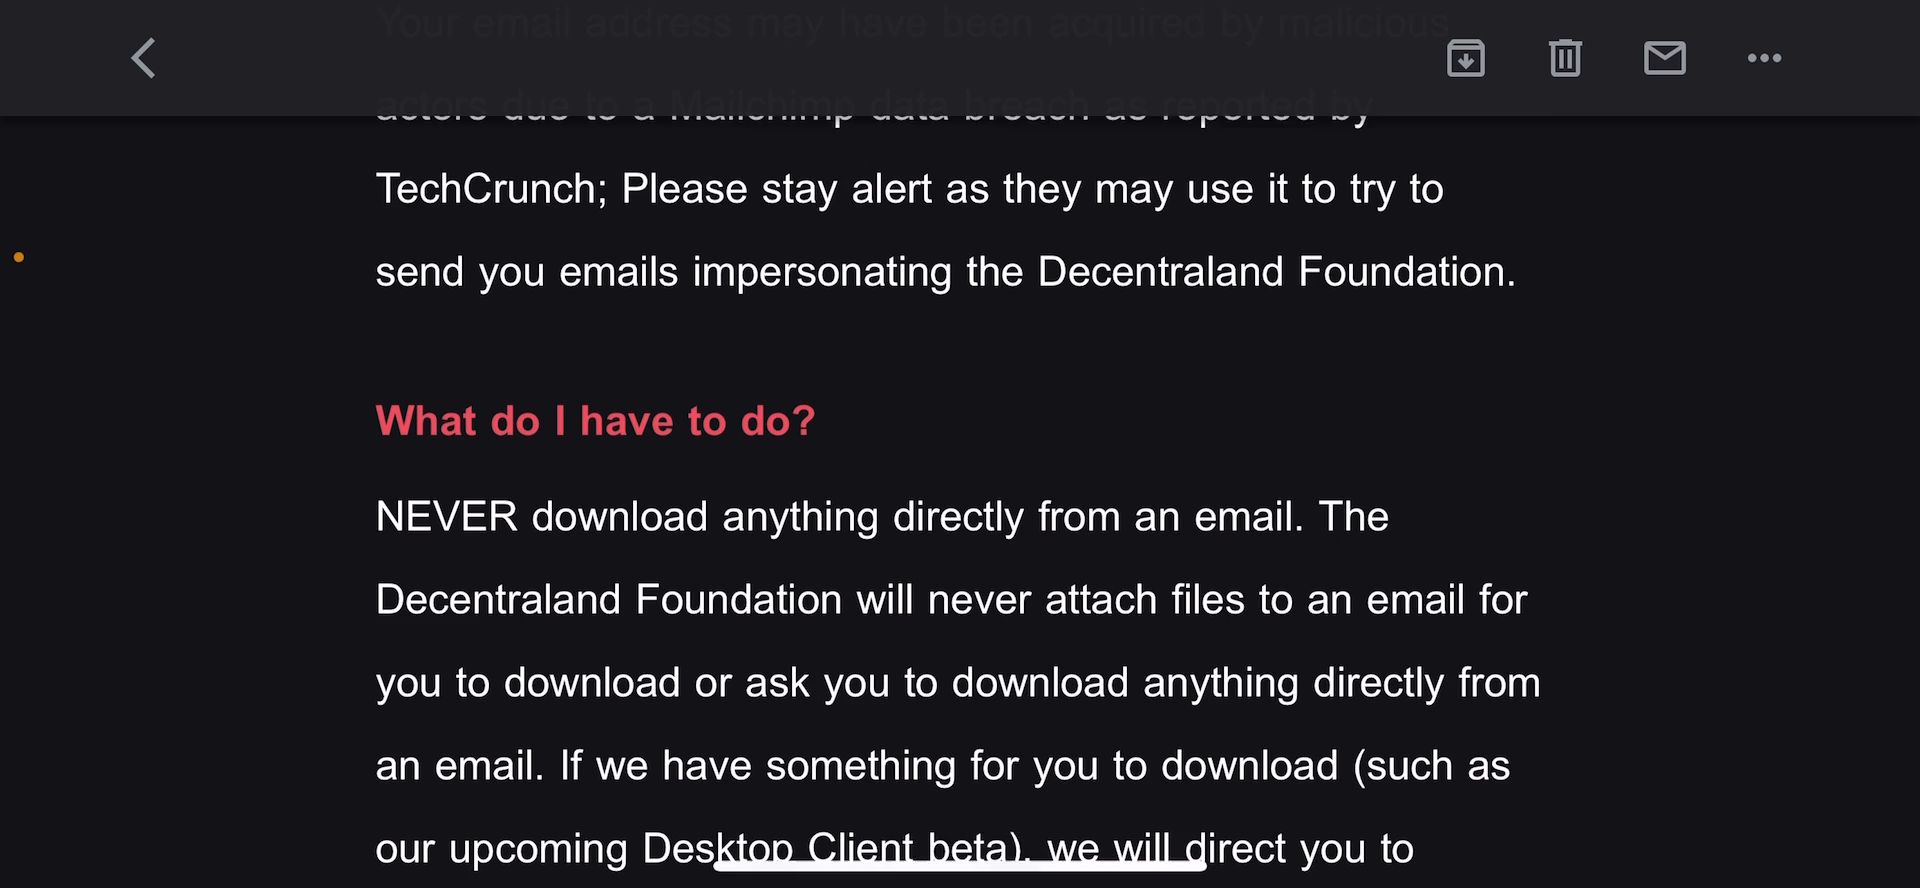 Your email address may have been acquired by malicious
actors due to a Mailchimp data breach as reported by
TechCrunch; Please stay alert as they may use it to try to
send you emails impersonating the Decentraland Foundation.
What do I have to do?
NEVER download anything directly from an email. The
Decentraland Foundation will never attach files to an email for
you to download or ask you to download anything directly from
an email. If we have something for you to download (such as
our upcoming Desktop Client beta), we will direct you to